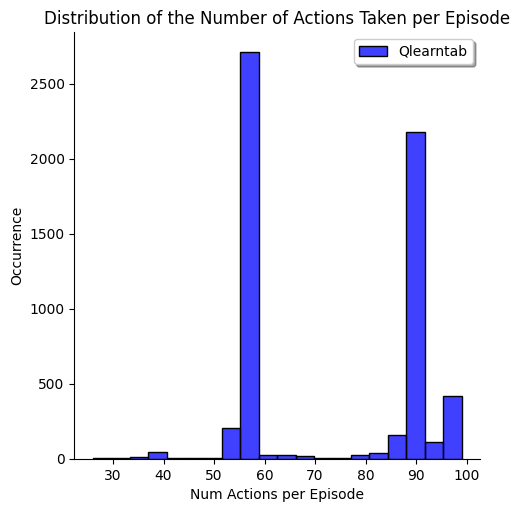 Distribution of the Number of Actions Taken per Episode
Qlearntab
2500
2000
1500
1000
500
0
Occurrence
30 40 50 60 70 80 90 100
Num Actions per Episode